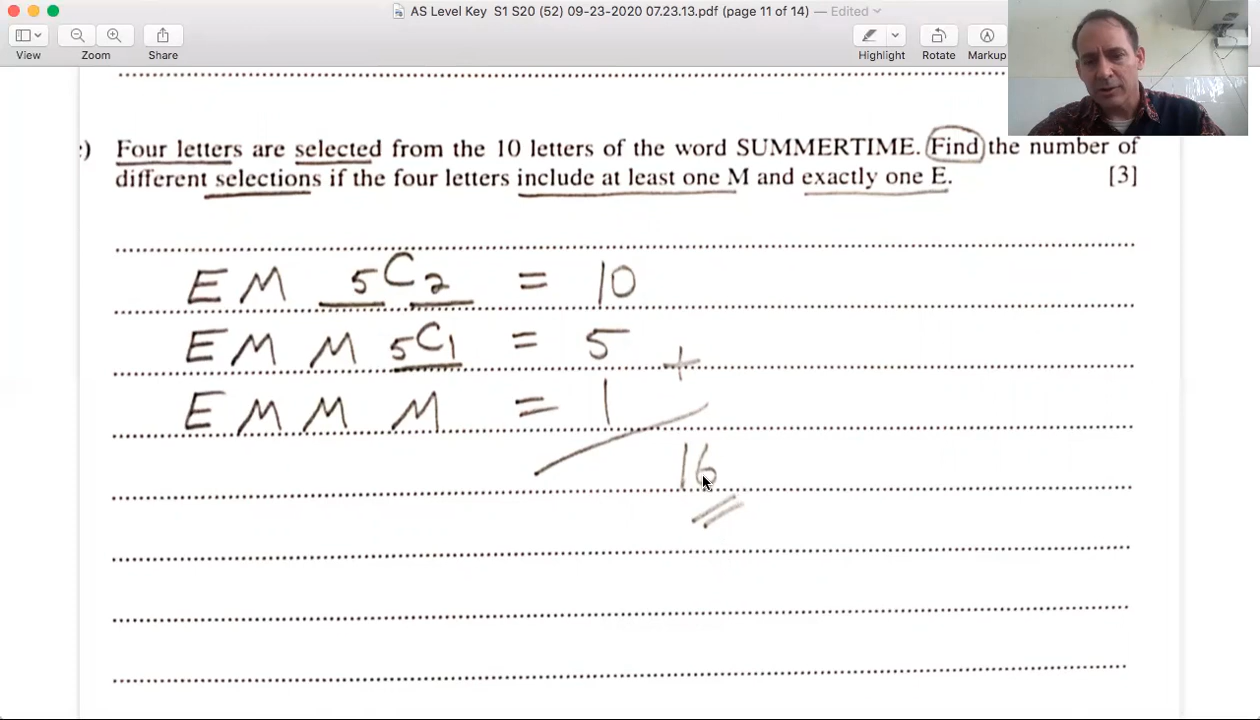 AS Level Key S1 S20 (52) 09-23-2020 07.23.13.pdf (page 11 of 14) — Edited
View Zoom Share Highlight Rotate Markup
:) Four letters are selected from the 10 letters of the word SUMMERTIME. Find the number of
different selections if the four letters include at least one M and exactly one E. [3]
E M 5C2 = 10
E M M 5C1 = 5 +
E M M M = 1
16